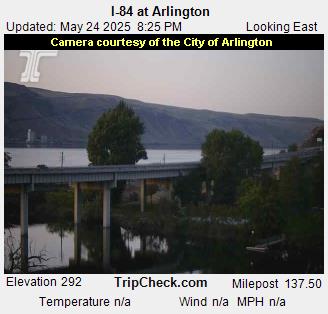 I-84 at Arlington
Updated: May 24 2025 8:25 PM Looking East
Camera courtesy of the City of Arlington
Elevation 292 TripCheck.com Milepost 137.50
Temperature n/a Wind n/a MPH n/a